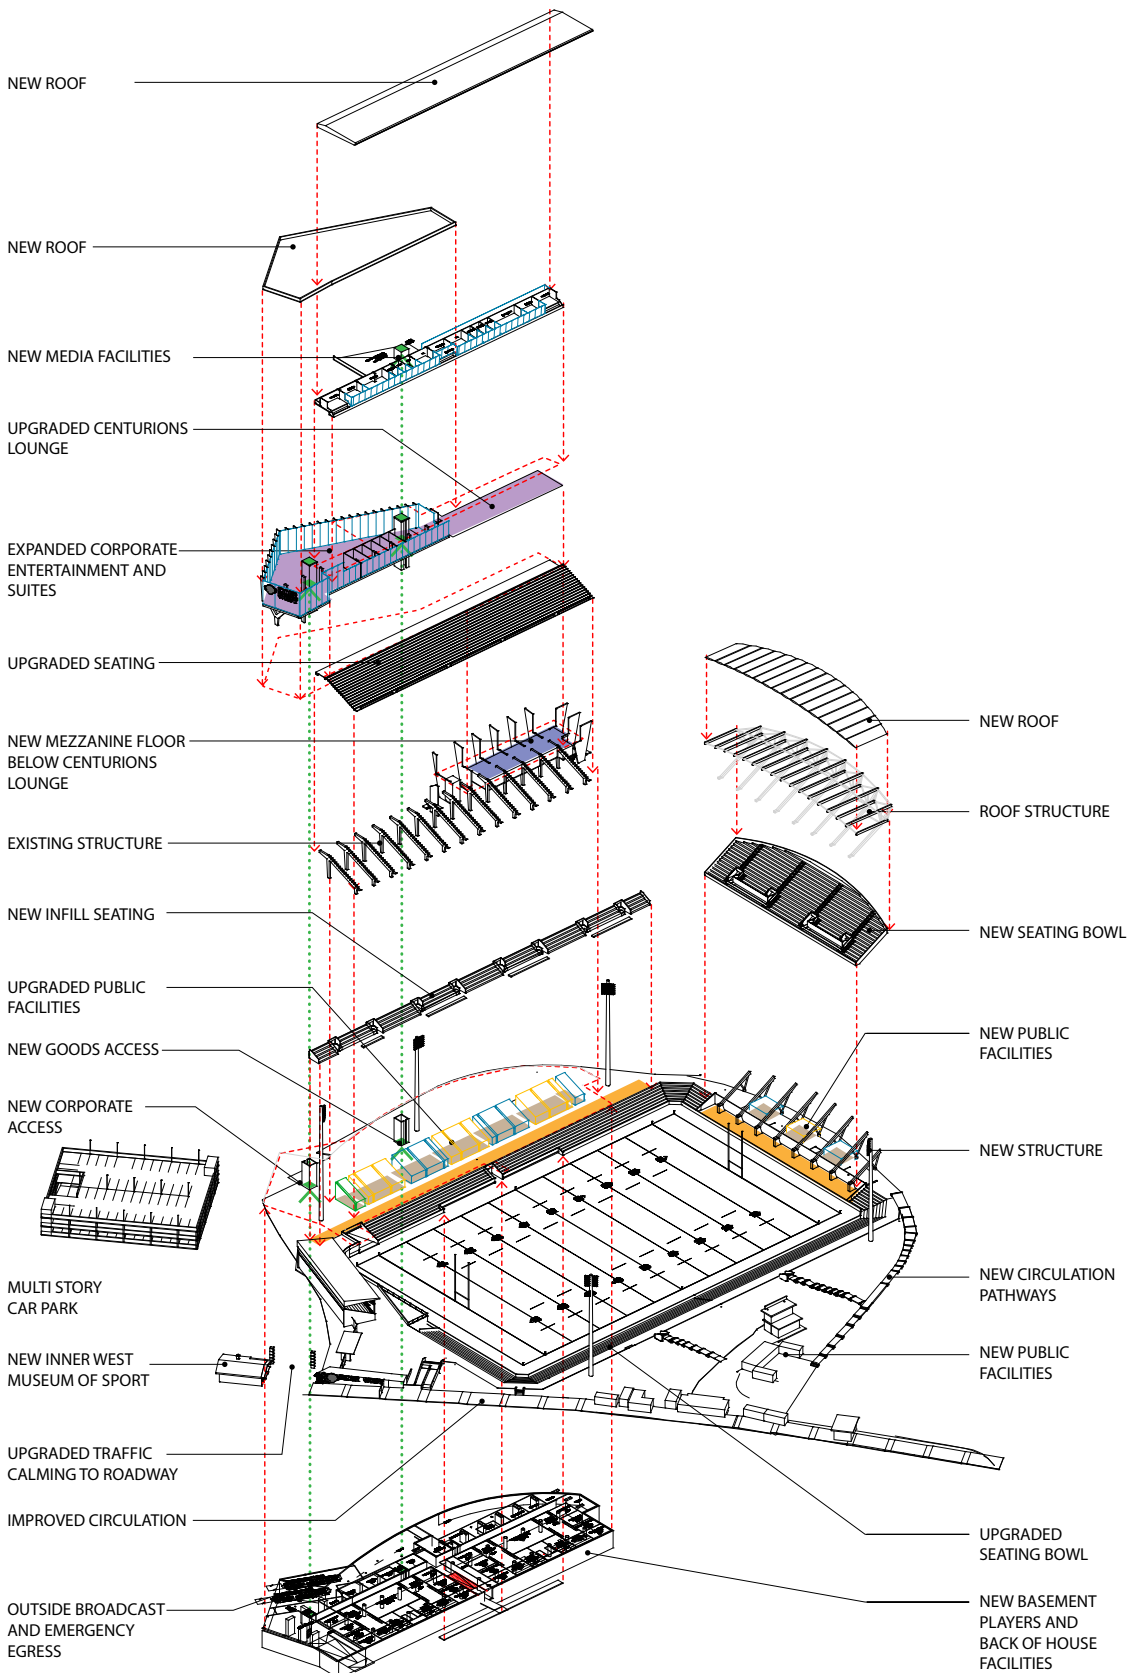 NEW ROOF
NEW ROOF
NEW MEDIA FACILITIES
UPGRADED CENTURIONS
LOUNGE
EXPANDED CORPORATE
ENTERTAINMENT AND
SUITES
UPGRADED SEATING
NEW MEZZANINE FLOOR
BELOW CENTURIONS
LOUNGE
EXISTING STRUCTURE
NEW INFILL SEATING
UPGRADED PUBLIC
FACILITIES
NEW GOODS ACCESS
NEW CORPORATE
ACCESS
MULTI STORY
CAR PARK
NEW INNER WEST
MUSEUM OF SPORT
UPGRADED TRAFFIC
CALMING TO ROADWAY
IMPROVED CIRCULATION
OUTSIDE BROADCAST
AND EMERGENCY
EGRESS
NEW ROOF
ROOF STRUCTURE
NEW SEATING BOWL
NEW PUBLIC
FACILITIES
NEW STRUCTURE
NEW CIRCULATION
PATHWAYS
NEW PUBLIC
FACILITIES
UPGRADED
SEATING BOWL
NEW BASEMENT
PLAYERS AND
BACK OF HOUSE
FACILITIES